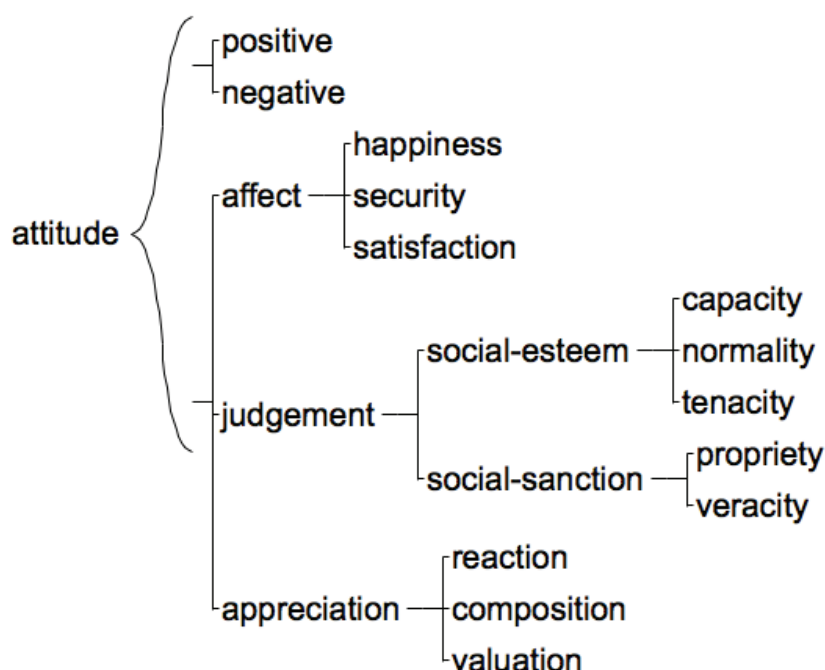 positive
negative
happiness
affect
security
satisfaction
attitude
capacity
social-esteem
normality
tenacity
judgement
propriety
social-sanction
veracity
reaction
appreciation
composition
valuation